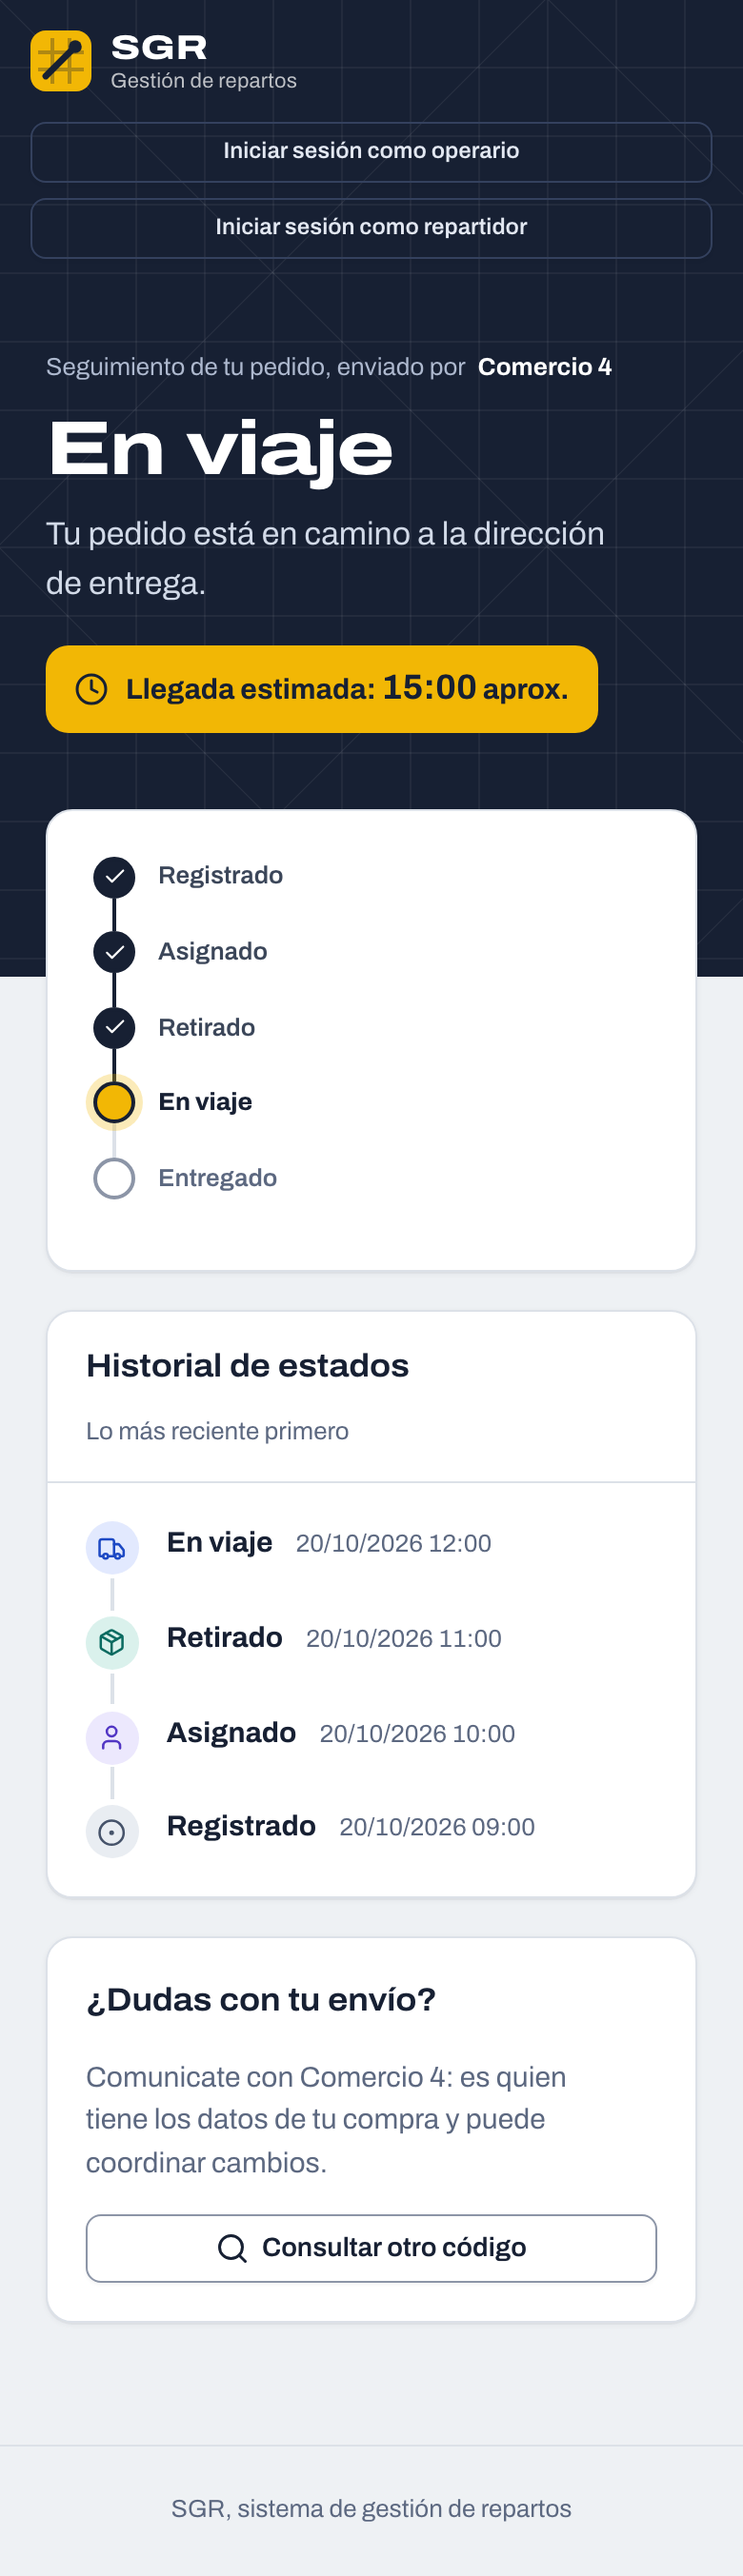 SGR
Gestión de repartos
Iniciar sesión como operario
Iniciar sesión como repartidor
Seguimiento de tu pedido, enviado por Comercio 4
En viaje
Tu pedido está en camino a la dirección
de entrega.
Llegada estimada: 15:00 aprox.
Registrado
Asignado
Retirado
En viaje
Entregado
Historial de estados
Lo más reciente primero
En viaje 20/10/2026 12:00
Retirado 20/10/2026 11:00
Asignado 20/10/2026 10:00
Registrado 20/10/2026 09:00
¿Dudas con tu envío?
Comunicate con Comercio 4: es quien
tiene los datos de tu compra y puede
coordinar cambios.
Consultar otro código
SGR, sistema de gestión de repartos